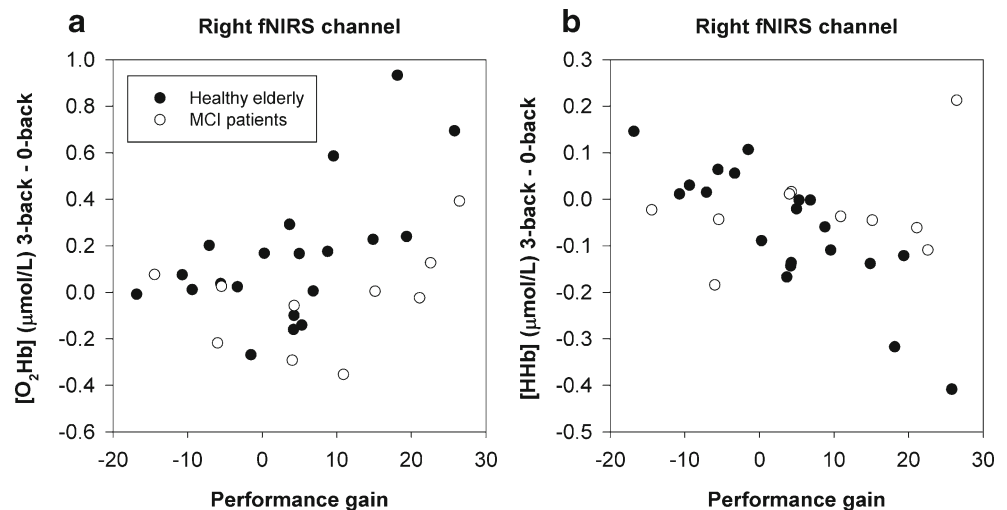 a
Right fNIRS channel
[O₂Hb] (µmol/L) 3-back - 0-back
1.0
0.8
0.6
0.4
0.2
0.0
-0.2
-0.4
-0.6
Healthy elderly
MCI patients
-20 -10 0 10 20 30
Performance gain
b
Right fNIRS channel
[HHb] (µmol/L) 3-back - 0-back
0.3
0.2
0.1
0.0
-0.1
-0.2
-0.3
-0.4
-0.5
-20 -10 0 10 20 30
Performance gain